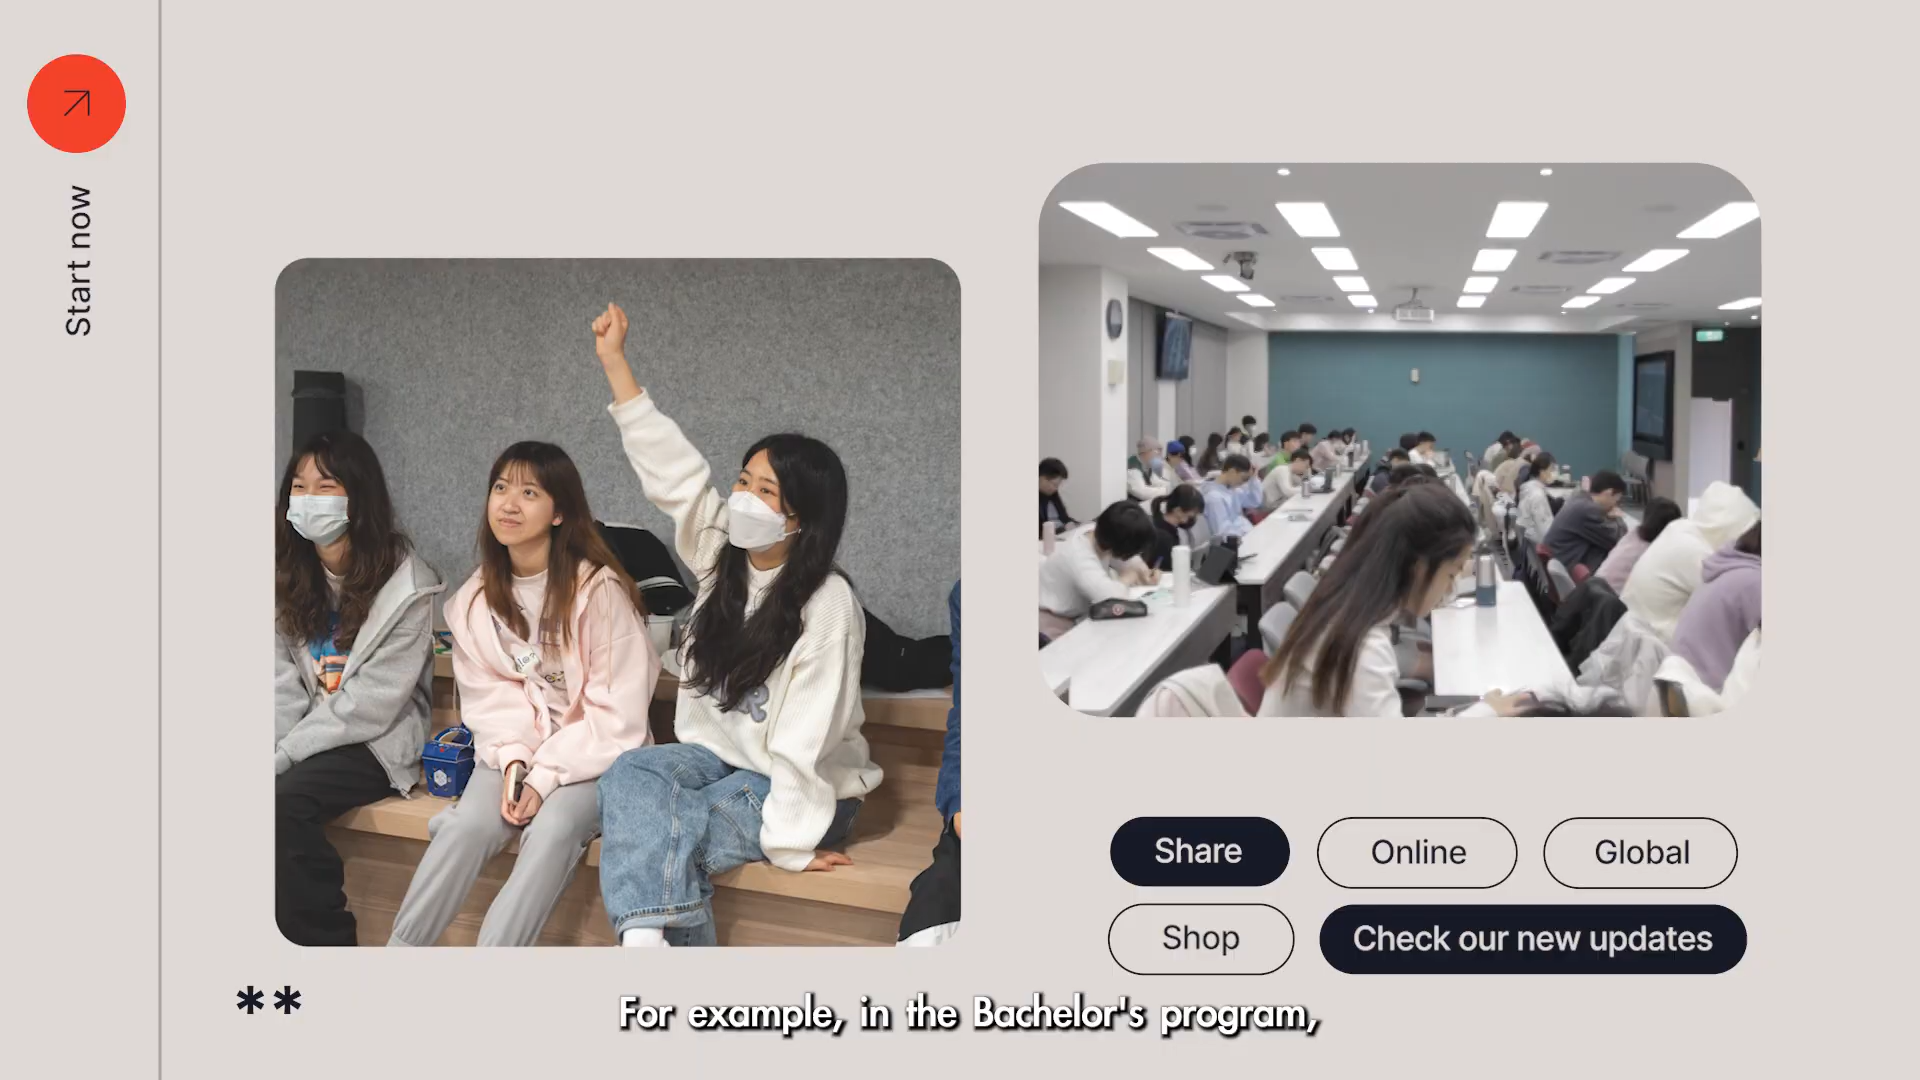 Start now
Share
Online
Global
Shop
Check our new updates
**
For example, in the Bachelor's program,